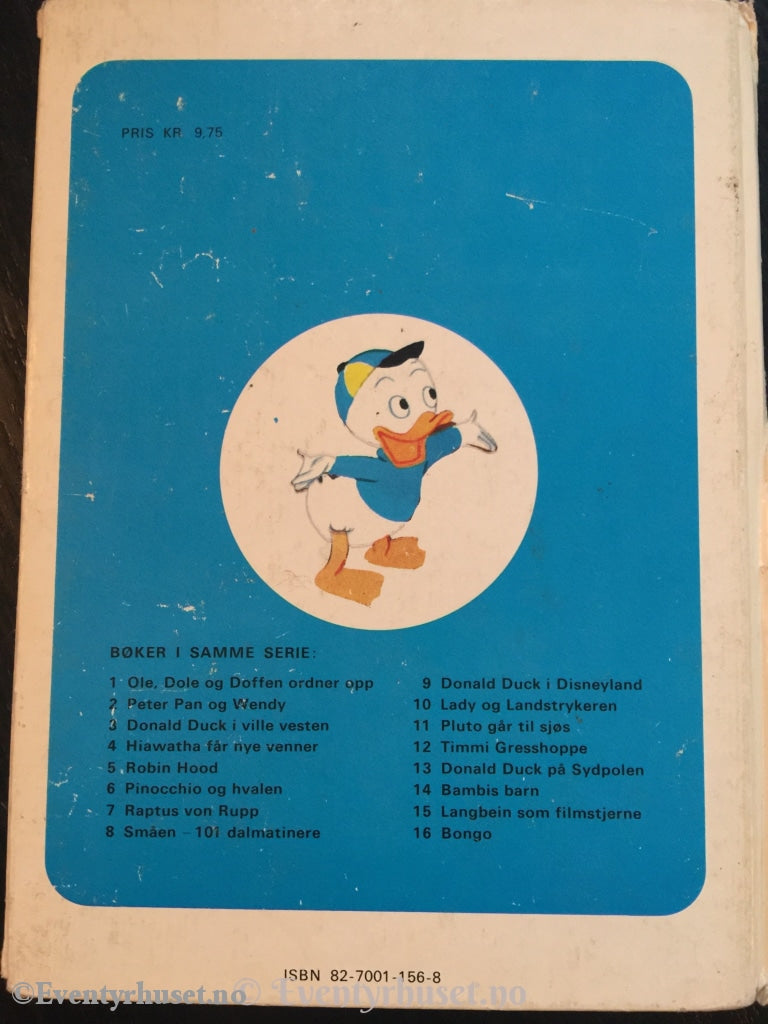 PRIS KR 9,75
BØKER I SAMME SERIE:
1 Ole, Dole og Doffen ordner opp
2 Peter Pan og Wendy
3 Donald Duck i ville vesten
4 Hiawatha får nye venner
5 Robin Hood
6 Pinocchio og hvalen
7 Raptus von Rupp
8 Småen - 101 dalmatinere
9 Donald Duck i Disneyland
10 Lady og Landstrykeren
11 Pluto går til sjøs
12 Timmi Gresshoppe
13 Donald Duck på Sydpolen
14 Bambis barn
15 Langbein som filmstjerne
16 Bongo
ISBN 82-7001-156-8
©Eventyrhuset.no © Eventyrhuset.no